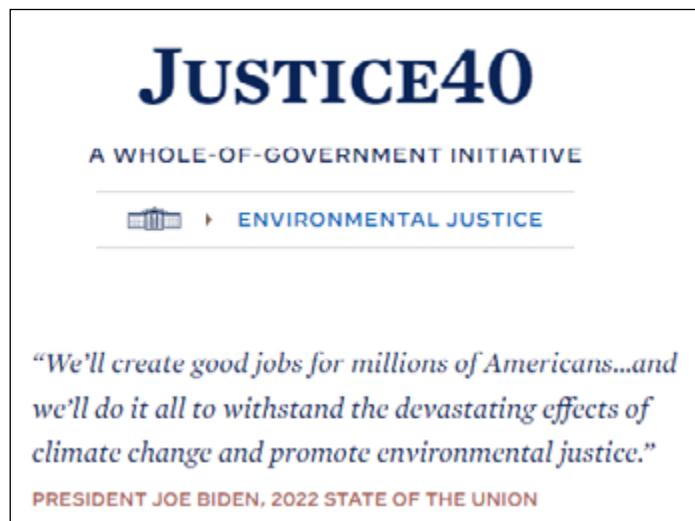 JUSTICE40
A WHOLE-OF-GOVERNMENT INITIATIVE
ENVIRONMENTAL JUSTICE
“We’ll create good jobs for millions of Americans...and
we’ll do it all to withstand the devastating effects of
climate change and promote environmental justice.”
PRESIDENT JOE BIDEN, 2022 STATE OF THE UNION